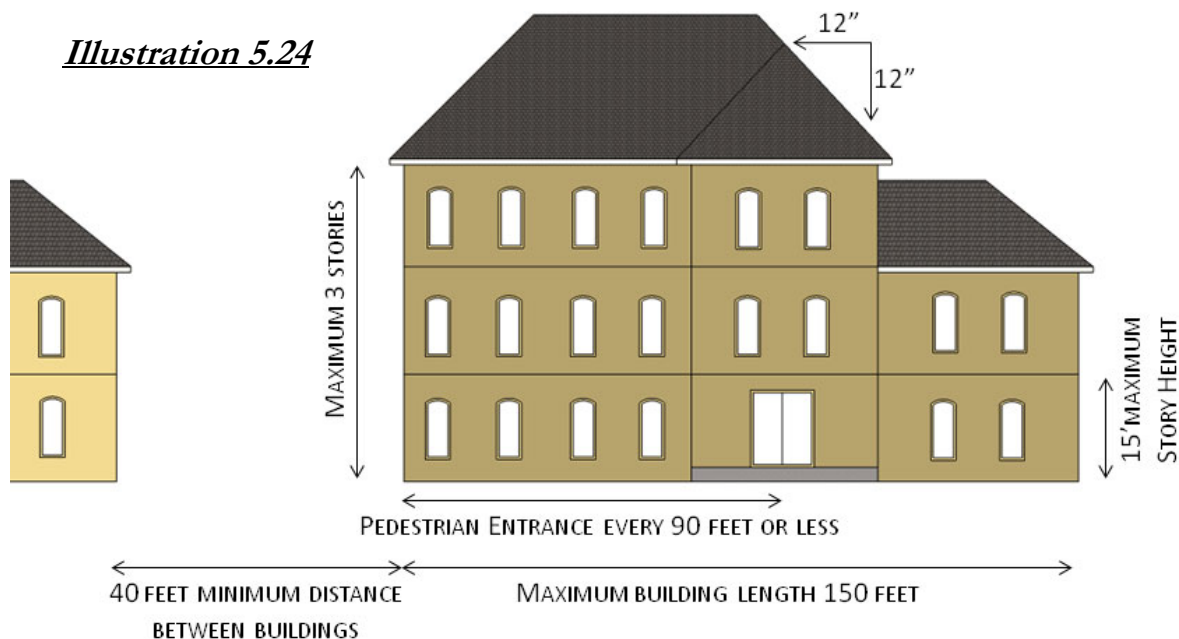 Illustration 5.24
12”
12”
MAXIMUM 3 STORIES
15’MAXIMUM
STORY HEIGHT
PEDESTRIAN ENTRANCE EVERY 90 FEET OR LESS
40 FEET MINIMUM DISTANCE
BETWEEN BUILDINGS
MAXIMUM BUILDING LENGTH 150 FEET